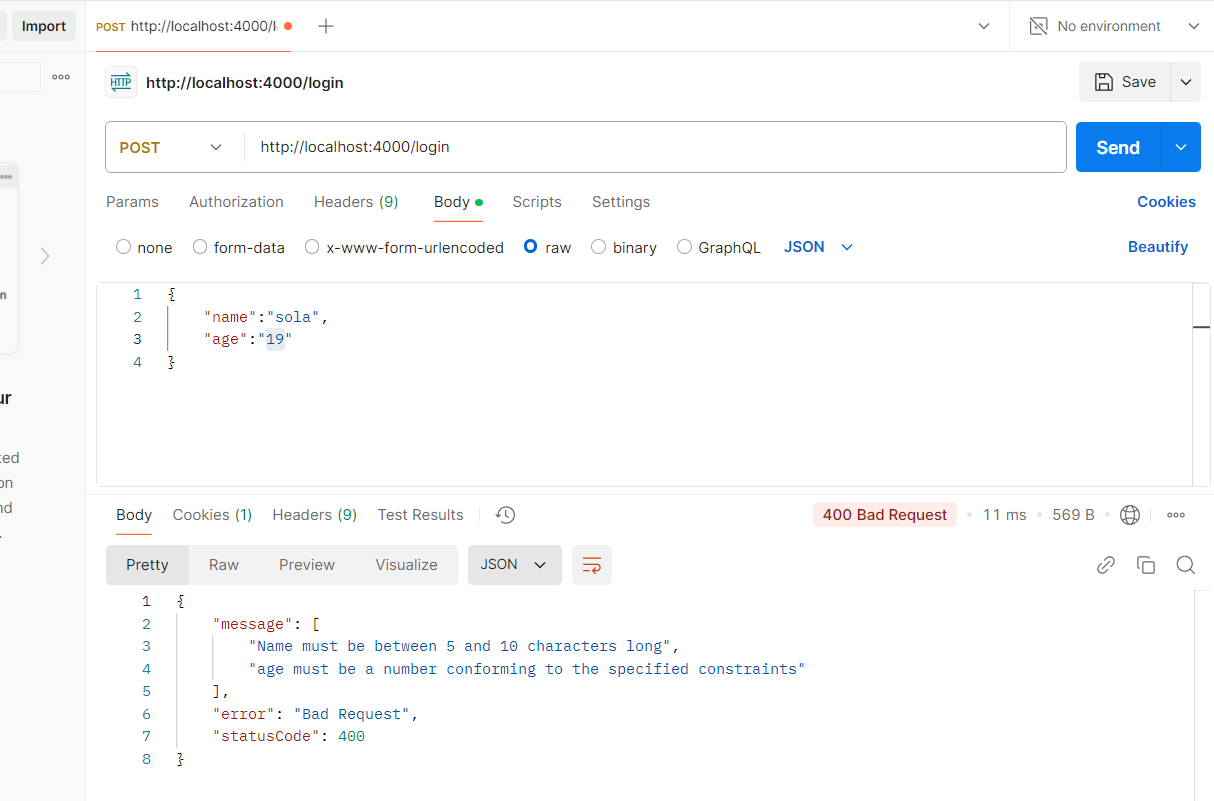 Import
POST http://localhost:4000/l
No environment
HTTP
http://localhost:4000/login
Save
POST
http://localhost:4000/login
Send
Params Authorization Headers (9) Body Scripts Settings Cookies
none form-data x-www-form-urlencoded raw binary GraphQL JSON Beautify
1 {
2 "name":"sola",
3 "age":"19"
4 }
Body Cookies (1) Headers (9) Test Results 400 Bad Request 11 ms 569 B
Pretty Raw Preview Visualize JSON
1 {
2 "message": [
3 "Name must be between 5 and 10 characters long",
4 "age must be a number conforming to the specified constraints"
5 ],
6 "error": "Bad Request",
7 "statusCode": 400
8 }